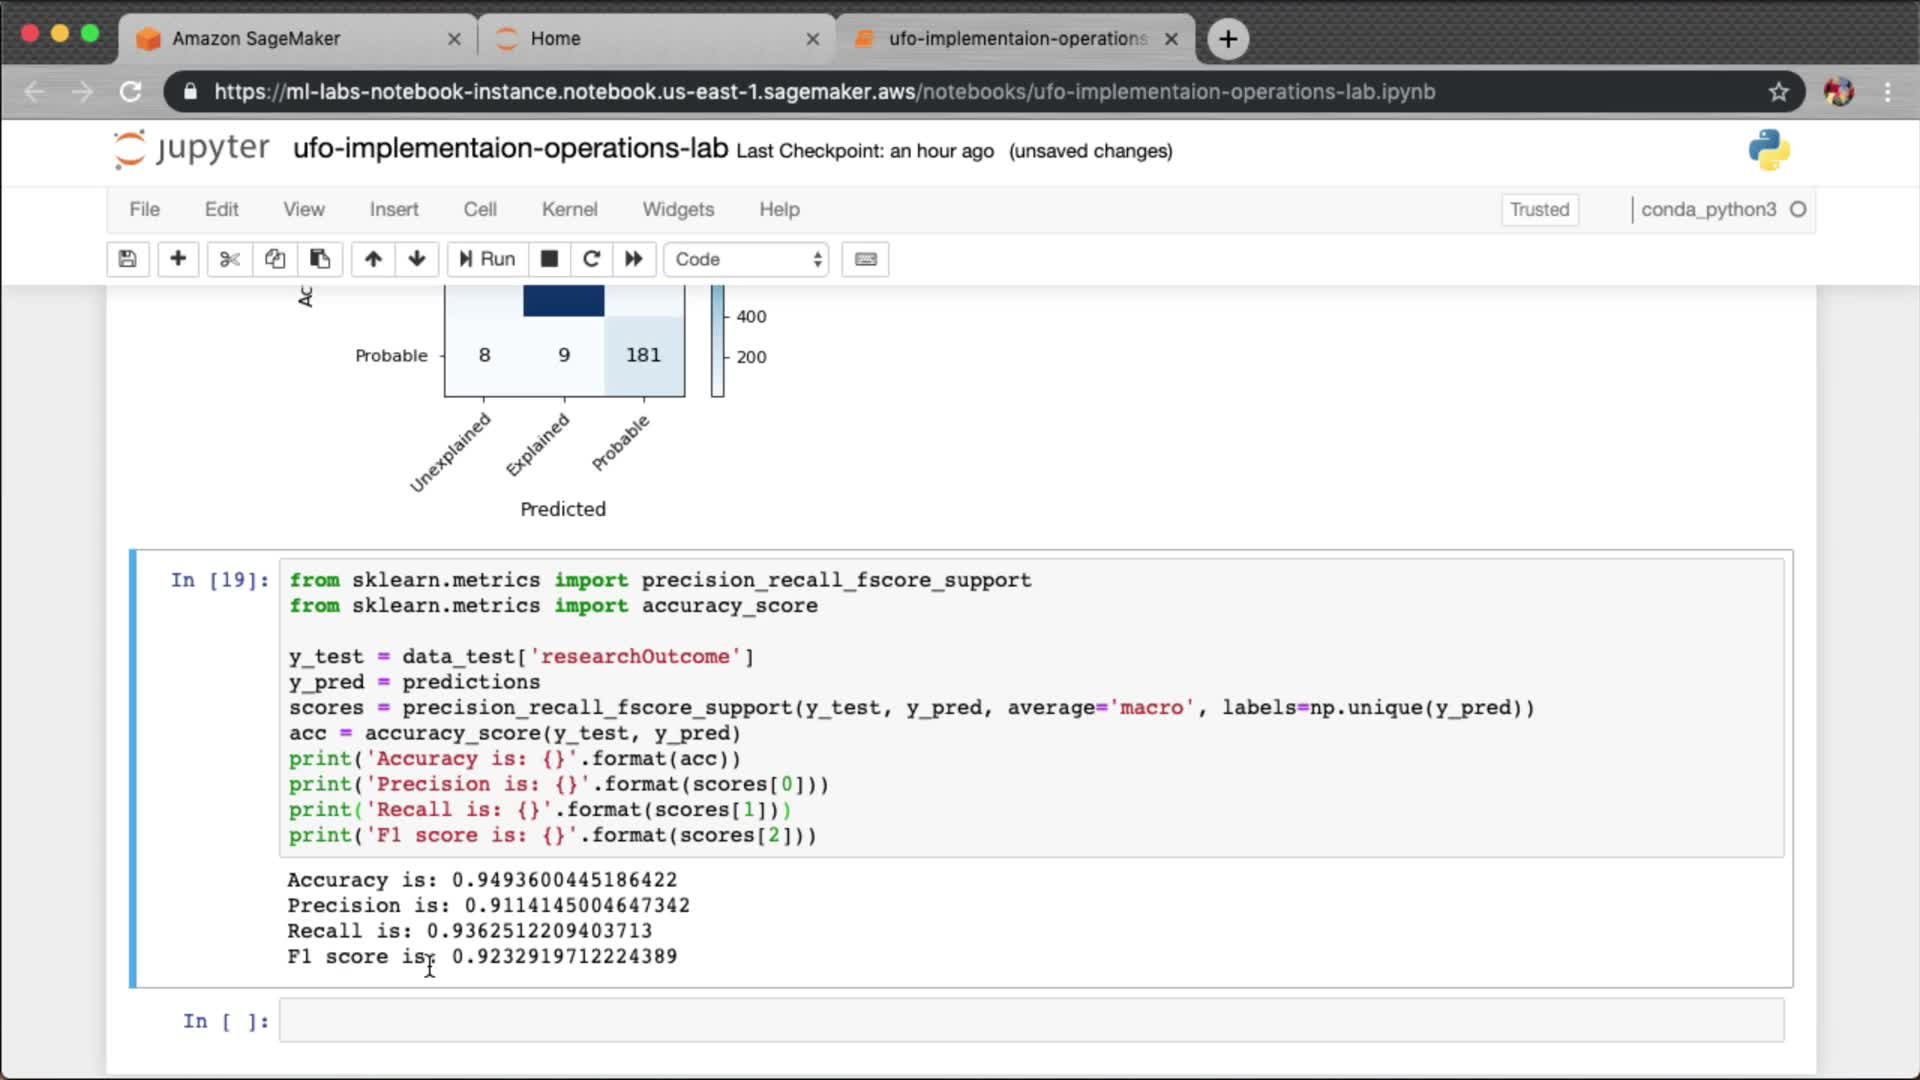 Amazon SageMaker
Home
ufo-implementaion-operations
https://ml-labs-notebook-instance.notebook.us-east-1.sagemaker.aws/notebooks/ufo-implementaion-operations-lab.ipynb
jupyter ufo-implementaion-operations-lab Last Checkpoint: an hour ago (unsaved changes)
File Edit View Insert Cell Kernel Widgets Help Trusted conda_python3
Run Code
Ac
400
Probable 8 9 181 200
Unexplained Explained Probable
Predicted
In [19]: from sklearn.metrics import precision_recall_fscore_support
from sklearn.metrics import accuracy_score
y_test = data_test['researchOutcome']
y_pred = predictions
scores = precision_recall_fscore_support(y_test, y_pred, average='macro', labels=np.unique(y_pred))
acc = accuracy_score(y_test, y_pred)
print('Accuracy is: {}'.format(acc))
print('Precision is: {}'.format(scores[0]))
print('Recall is: {}'.format(scores[1]))
print('F1 score is: {}'.format(scores[2]))
Accuracy is: 0.9493600445186422
Precision is: 0.9114145004647342
Recall is: 0.9362512209403713
F1 score is: 0.9232919712224389
In [ ]: